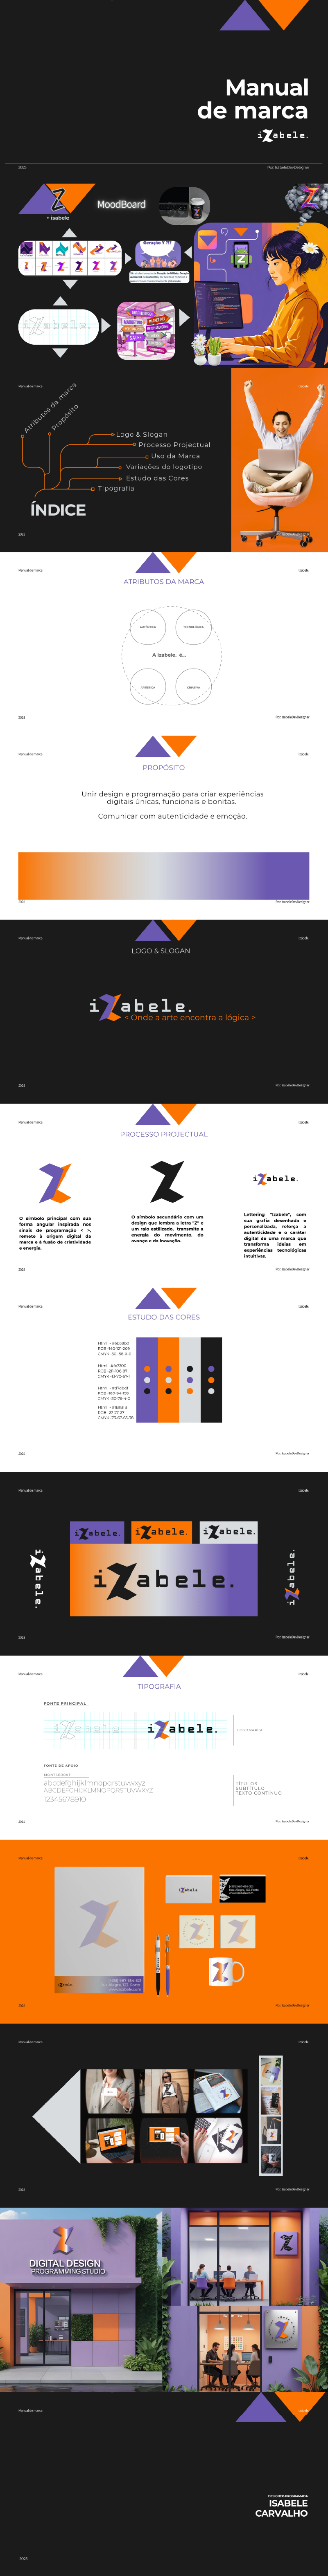 Manual
de marca
iZabele.
2025
Por: IsabeleDevDesigner
+ isabele
MoodBoard
Geração Y ?!?
Manual de marca
Izabele.
Atributos da marca
Propósito
Logo & Slogan
Processo Projectual
Uso da Marca
Variações do logotipo
Estudo das Cores
Tipografia
ÍNDICE
2025
Manual de marca
Izabele.
ATRIBUTOS DA MARCA
AUTÊNTICA
TECNOLÓGICA
A Izabele. é...
ARTÍSTICA
CRIATIVA
2025
Por: IsabeleDevDesigner
Manual de marca
Izabele.
PROPÓSITO
Unir design e programação para criar experiências
digitais únicas, funcionais e bonitas.
Comunicar com autenticidade e emoção.
2025
Por: IsabeleDevDesigner
Manual de marca
Izabele.
LOGO & SLOGAN
iZabele.
< Onde a arte encontra a lógica >
2025
Por: IsabeleDevDesigner
Manual de marca
Izabele.
PROCESSO PROJECTUAL
iZabele.
O símbolo principal com sua
forma angular inspirada nos
sinais de programação < >,
remete à origem digital da
marca e à fusão de criatividade
e energia.
O símbolo secundário com um
design que lembra a letra "Z" e
um raio estilizado, transmite a
energia do movimento, do
avanço e da inovação.
Lettering "Izabele", com
sua grafia desenhada e
personalizada, reforça a
autenticidade e o caráter
digital de uma marca que
transforma ideias em
experiências tecnológicas
intuitivas.
2025
Por: IsabeleDevDesigner
Manual de marca
Izabele.
ESTUDO DAS CORES
2025
Por: IsabeleDevDesigner
Manual de marca
Izabele.
iZabele.
iZabele.
iZabele.
iZabele.
iZabele.
iZabele.
2025
Por: IsabeleDevDesigner
Manual de marca
Izabele.
TIPOGRAFIA
FONTE PRINCIPAL
iZabele.
iZabele.
LOGOMARCA
FONTE DE APOIO
MONTSERRAT
abcdefghijklmnopqrstuvwxyz
ABCDEFGHIJKLMNOPQRSTUVWXYZ
12345678910
TÍTULOS
SUBTÍTULO
TEXTO CONTÍNUO
2025
Por: IsabeleDevDesigner
Manual de marca
Izabele.
iZabele.
2025
Por: IsabeleDevDesigner
Manual de marca
Izabele.
2025
Por: IsabeleDevDesigner
DIGITAL DESIGN
PROGRAMMING STUDIO
Manual de marca
DESIGNER PROGRAMADA
ISABELE
CARVALHO
2025